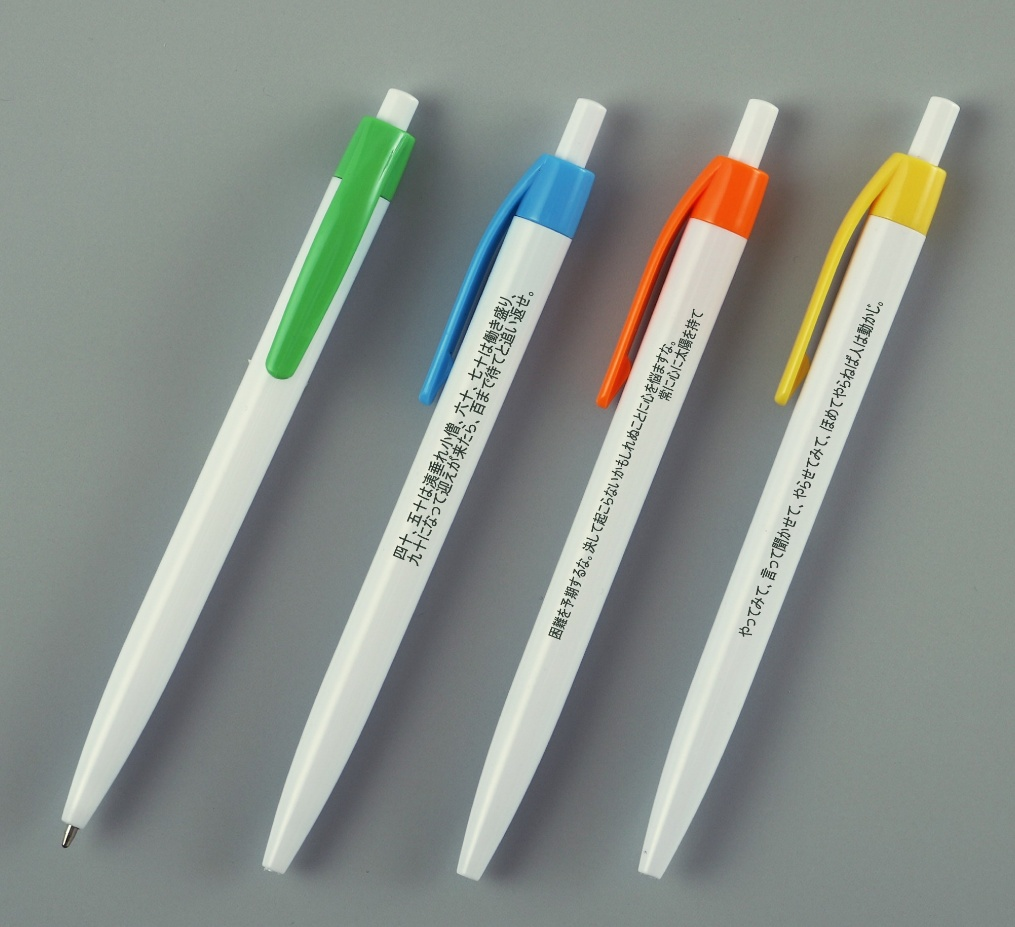 四十、五十は洟垂れ小僧、六十、七十は働き盛り、
九十になって迎えが来たら、百まで待てと追い返せ。
困難を予期するな。決して起こらないかもしれぬことに心を悩ますな。
常に心に太陽を持て
やってみて、言って聞かせて、やらせてみて、ほめてやらねば人は動かじ。